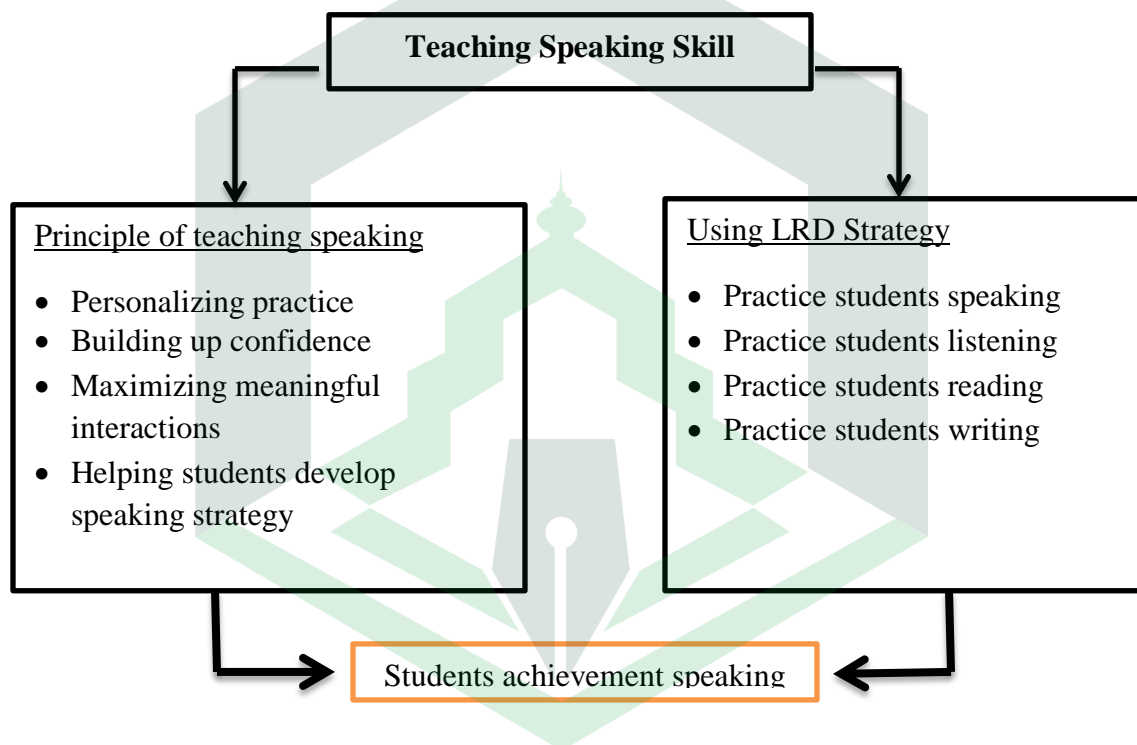 Teaching Speaking Skill
Principle of teaching speaking
• Personalizing practice
• Building up confidence
• Maximizing meaningful
interactions
• Helping students develop
speaking strategy
Using LRD Strategy
• Practice students speaking
• Practice students listening
• Practice students reading
• Practice students writing
Students achievement speaking